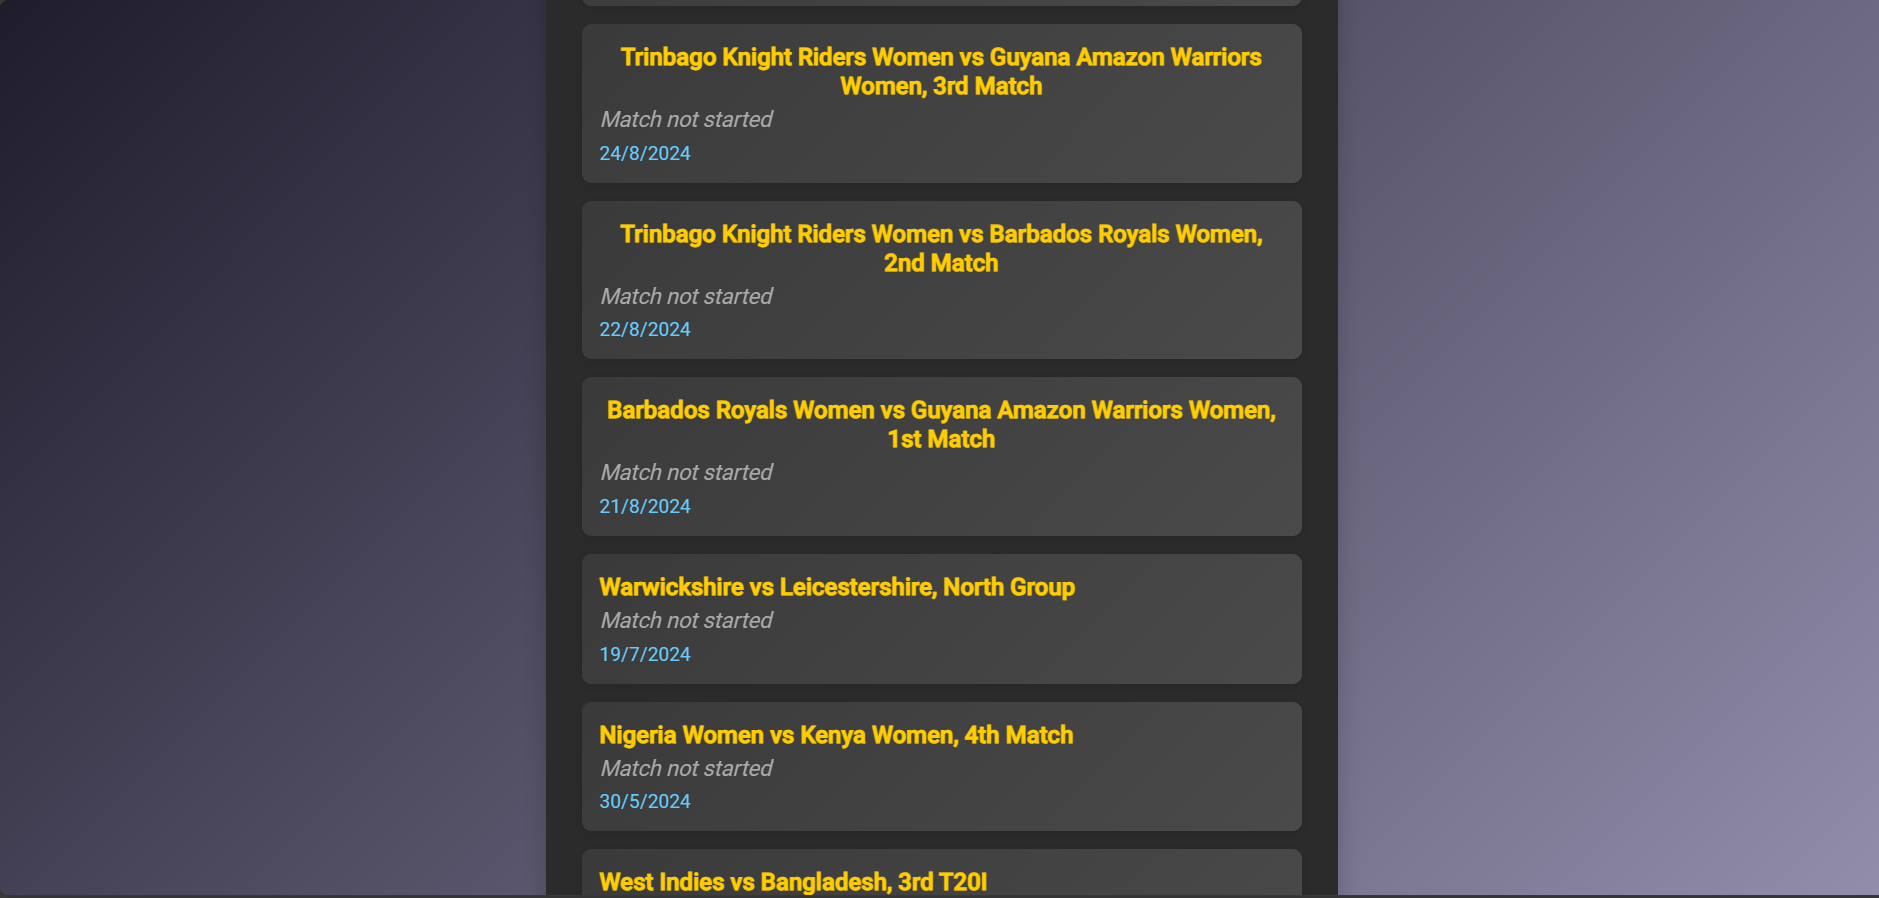 Trinbago Knight Riders Women vs Guyana Amazon Warriors
Women, 3rd Match
Match not started
24/8/2024
Trinbago Knight Riders Women vs Barbados Royals Women,
2nd Match
Match not started
22/8/2024
Barbados Royals Women vs Guyana Amazon Warriors Women,
1st Match
Match not started
21/8/2024
Warwickshire vs Leicestershire, North Group
Match not started
19/7/2024
Nigeria Women vs Kenya Women, 4th Match
Match not started
30/5/2024
West Indies vs Bangladesh, 3rd T20I